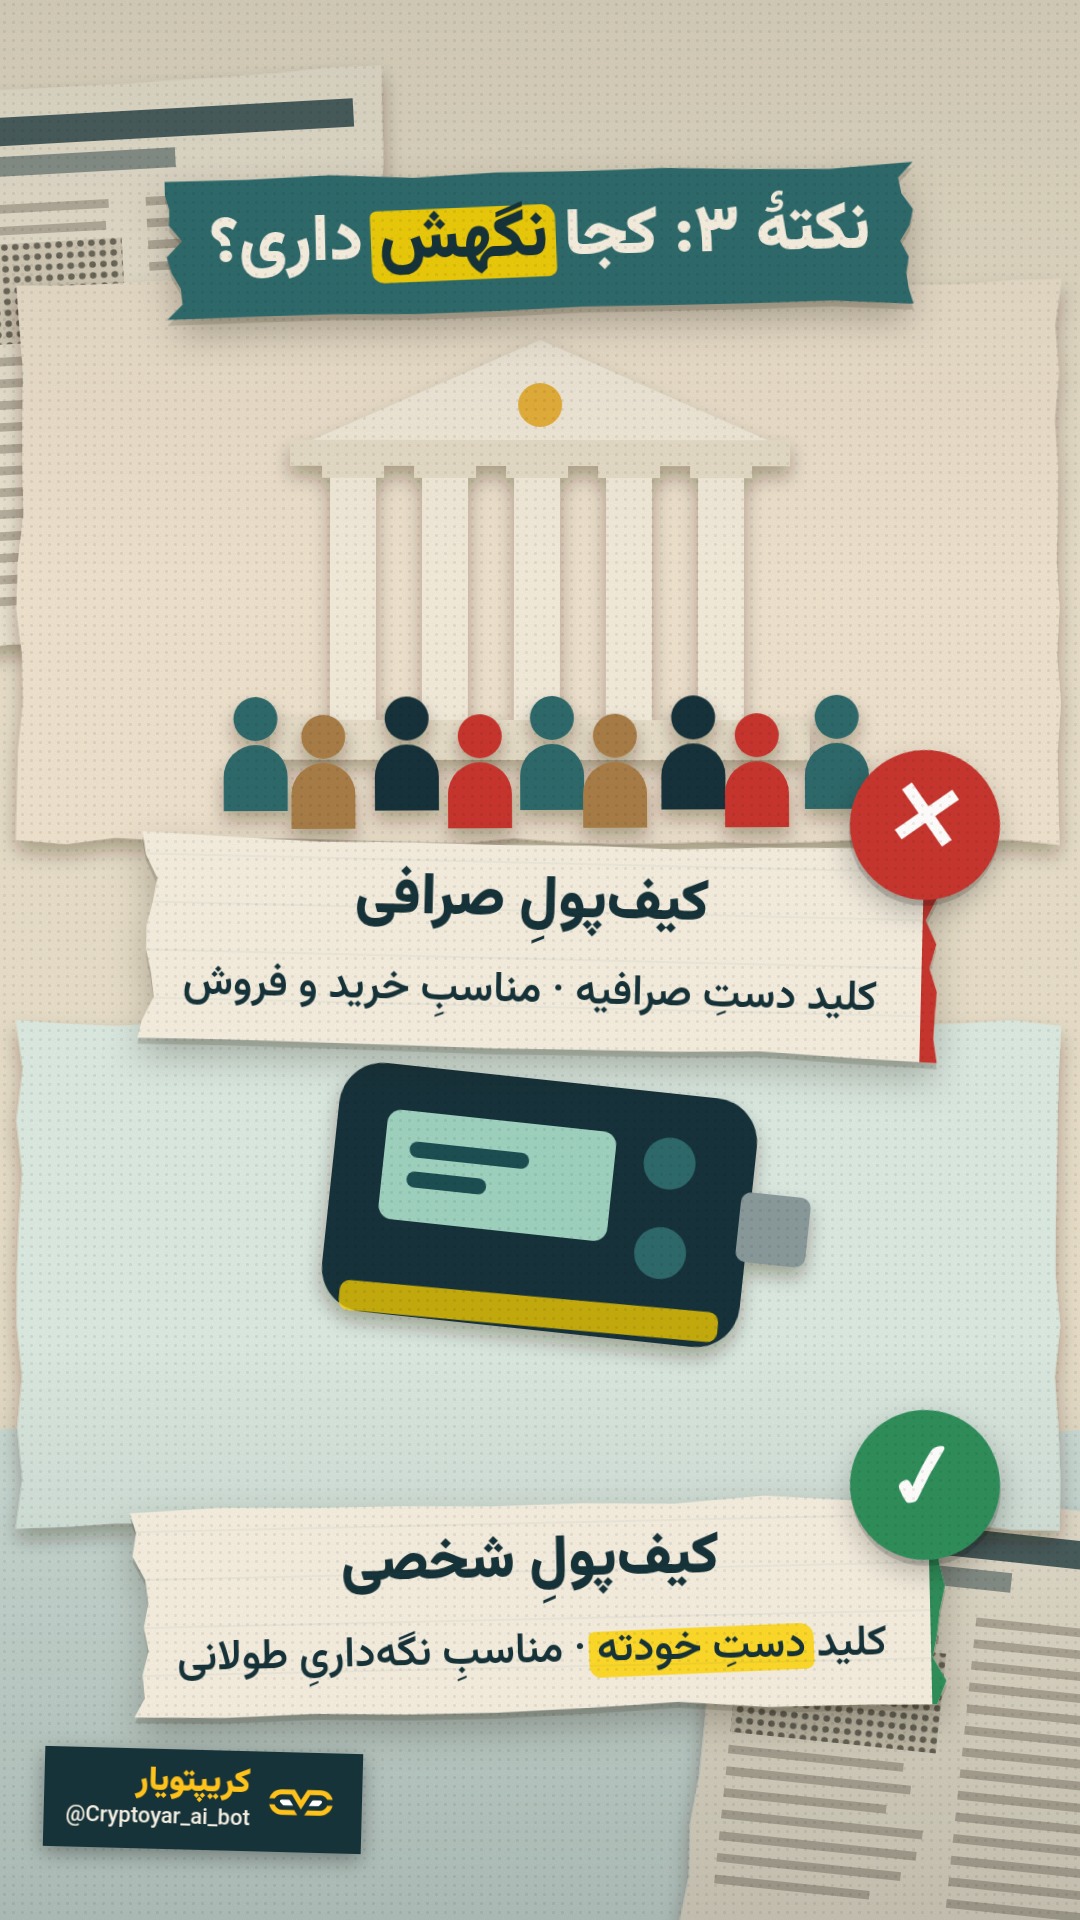 نکتهٔ ۳: کجا نگهش داری؟
کیف‌پولِ صرافی
کلید دستِ صرافیه · مناسبِ خرید و فروش
کیف‌پولِ شخصی
کلید دستِ خودته · مناسبِ نگه‌داریِ طولانی
کریپتویار
@Cryptoyar_ai_bot